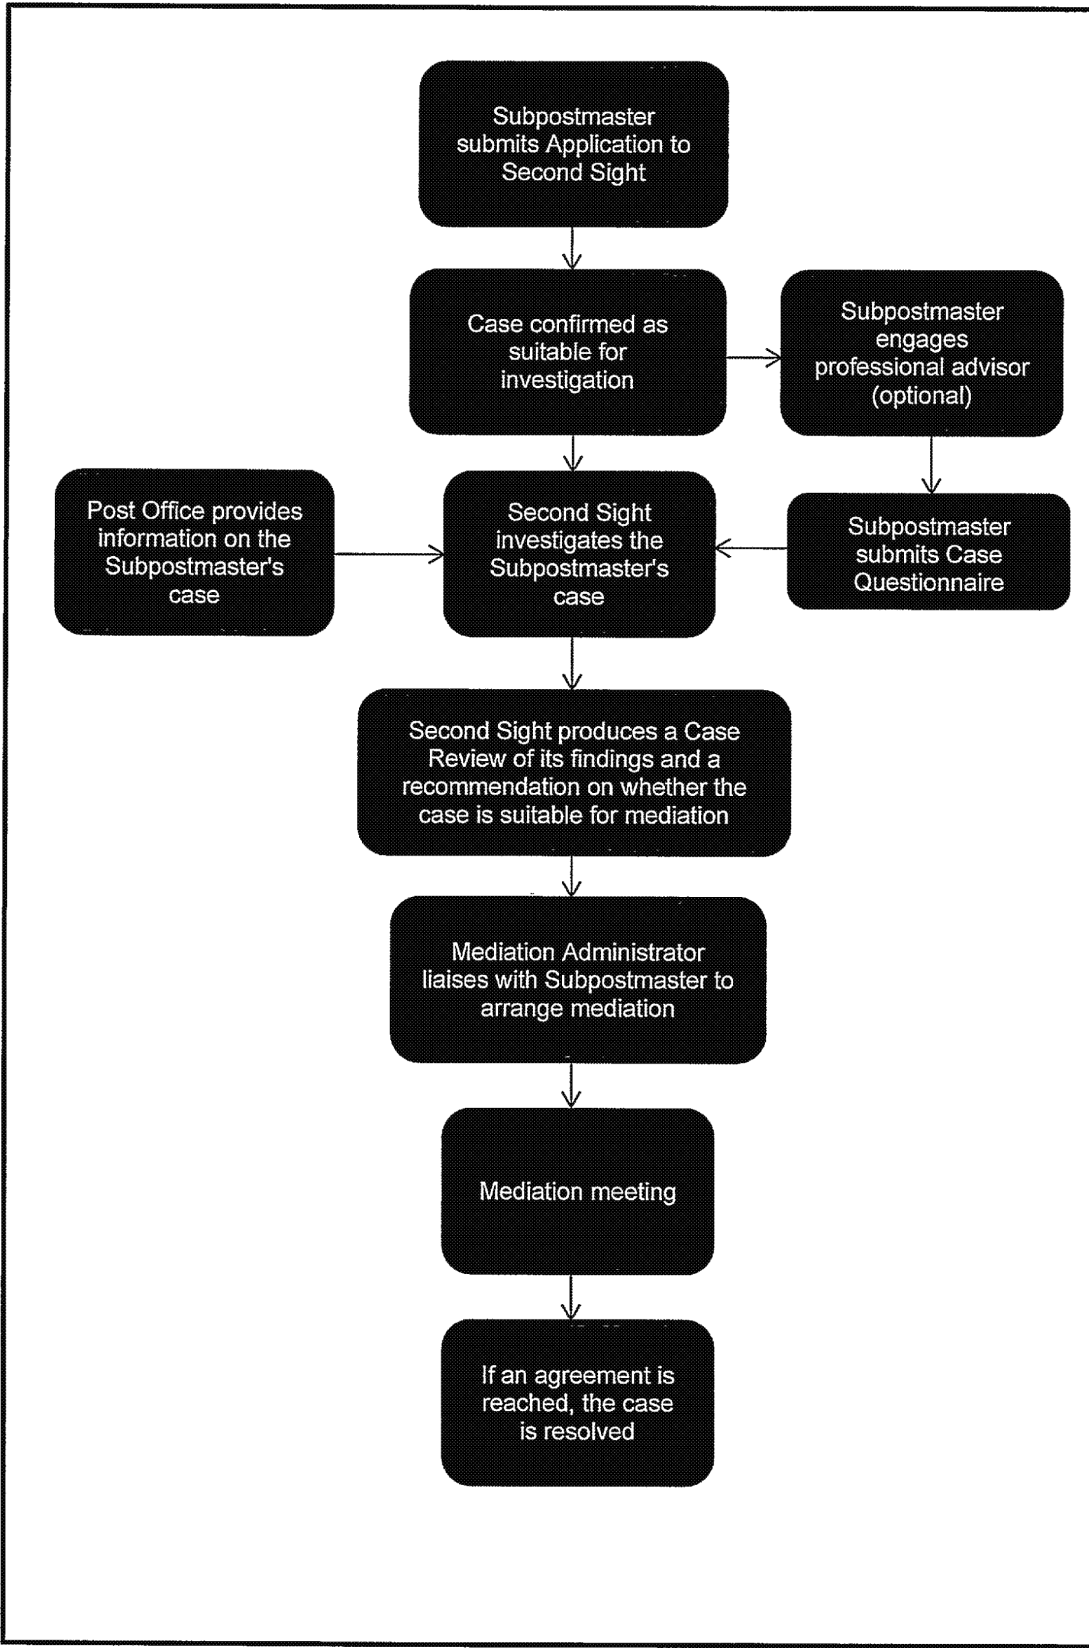 Subpostmaster
submits Application to
Second Sight
Case confirmed as
suitable for
investigation
Subpostmaster
engages
professional advisor
(optional)
Post Office provides
information on the
Subpostmaster's
case
Second Sight
investigates the
Subpostmaster's
case
Subpostmaster
submits Case
Questionnaire
Second Sight produces a Case
Review of its findings and a
recommendation on whether the
case is suitable for mediation
Mediation Administrator
liaises with Subpostmaster to
arrange mediation
Mediation meeting
If an agreement is
reached, the case
is resolved